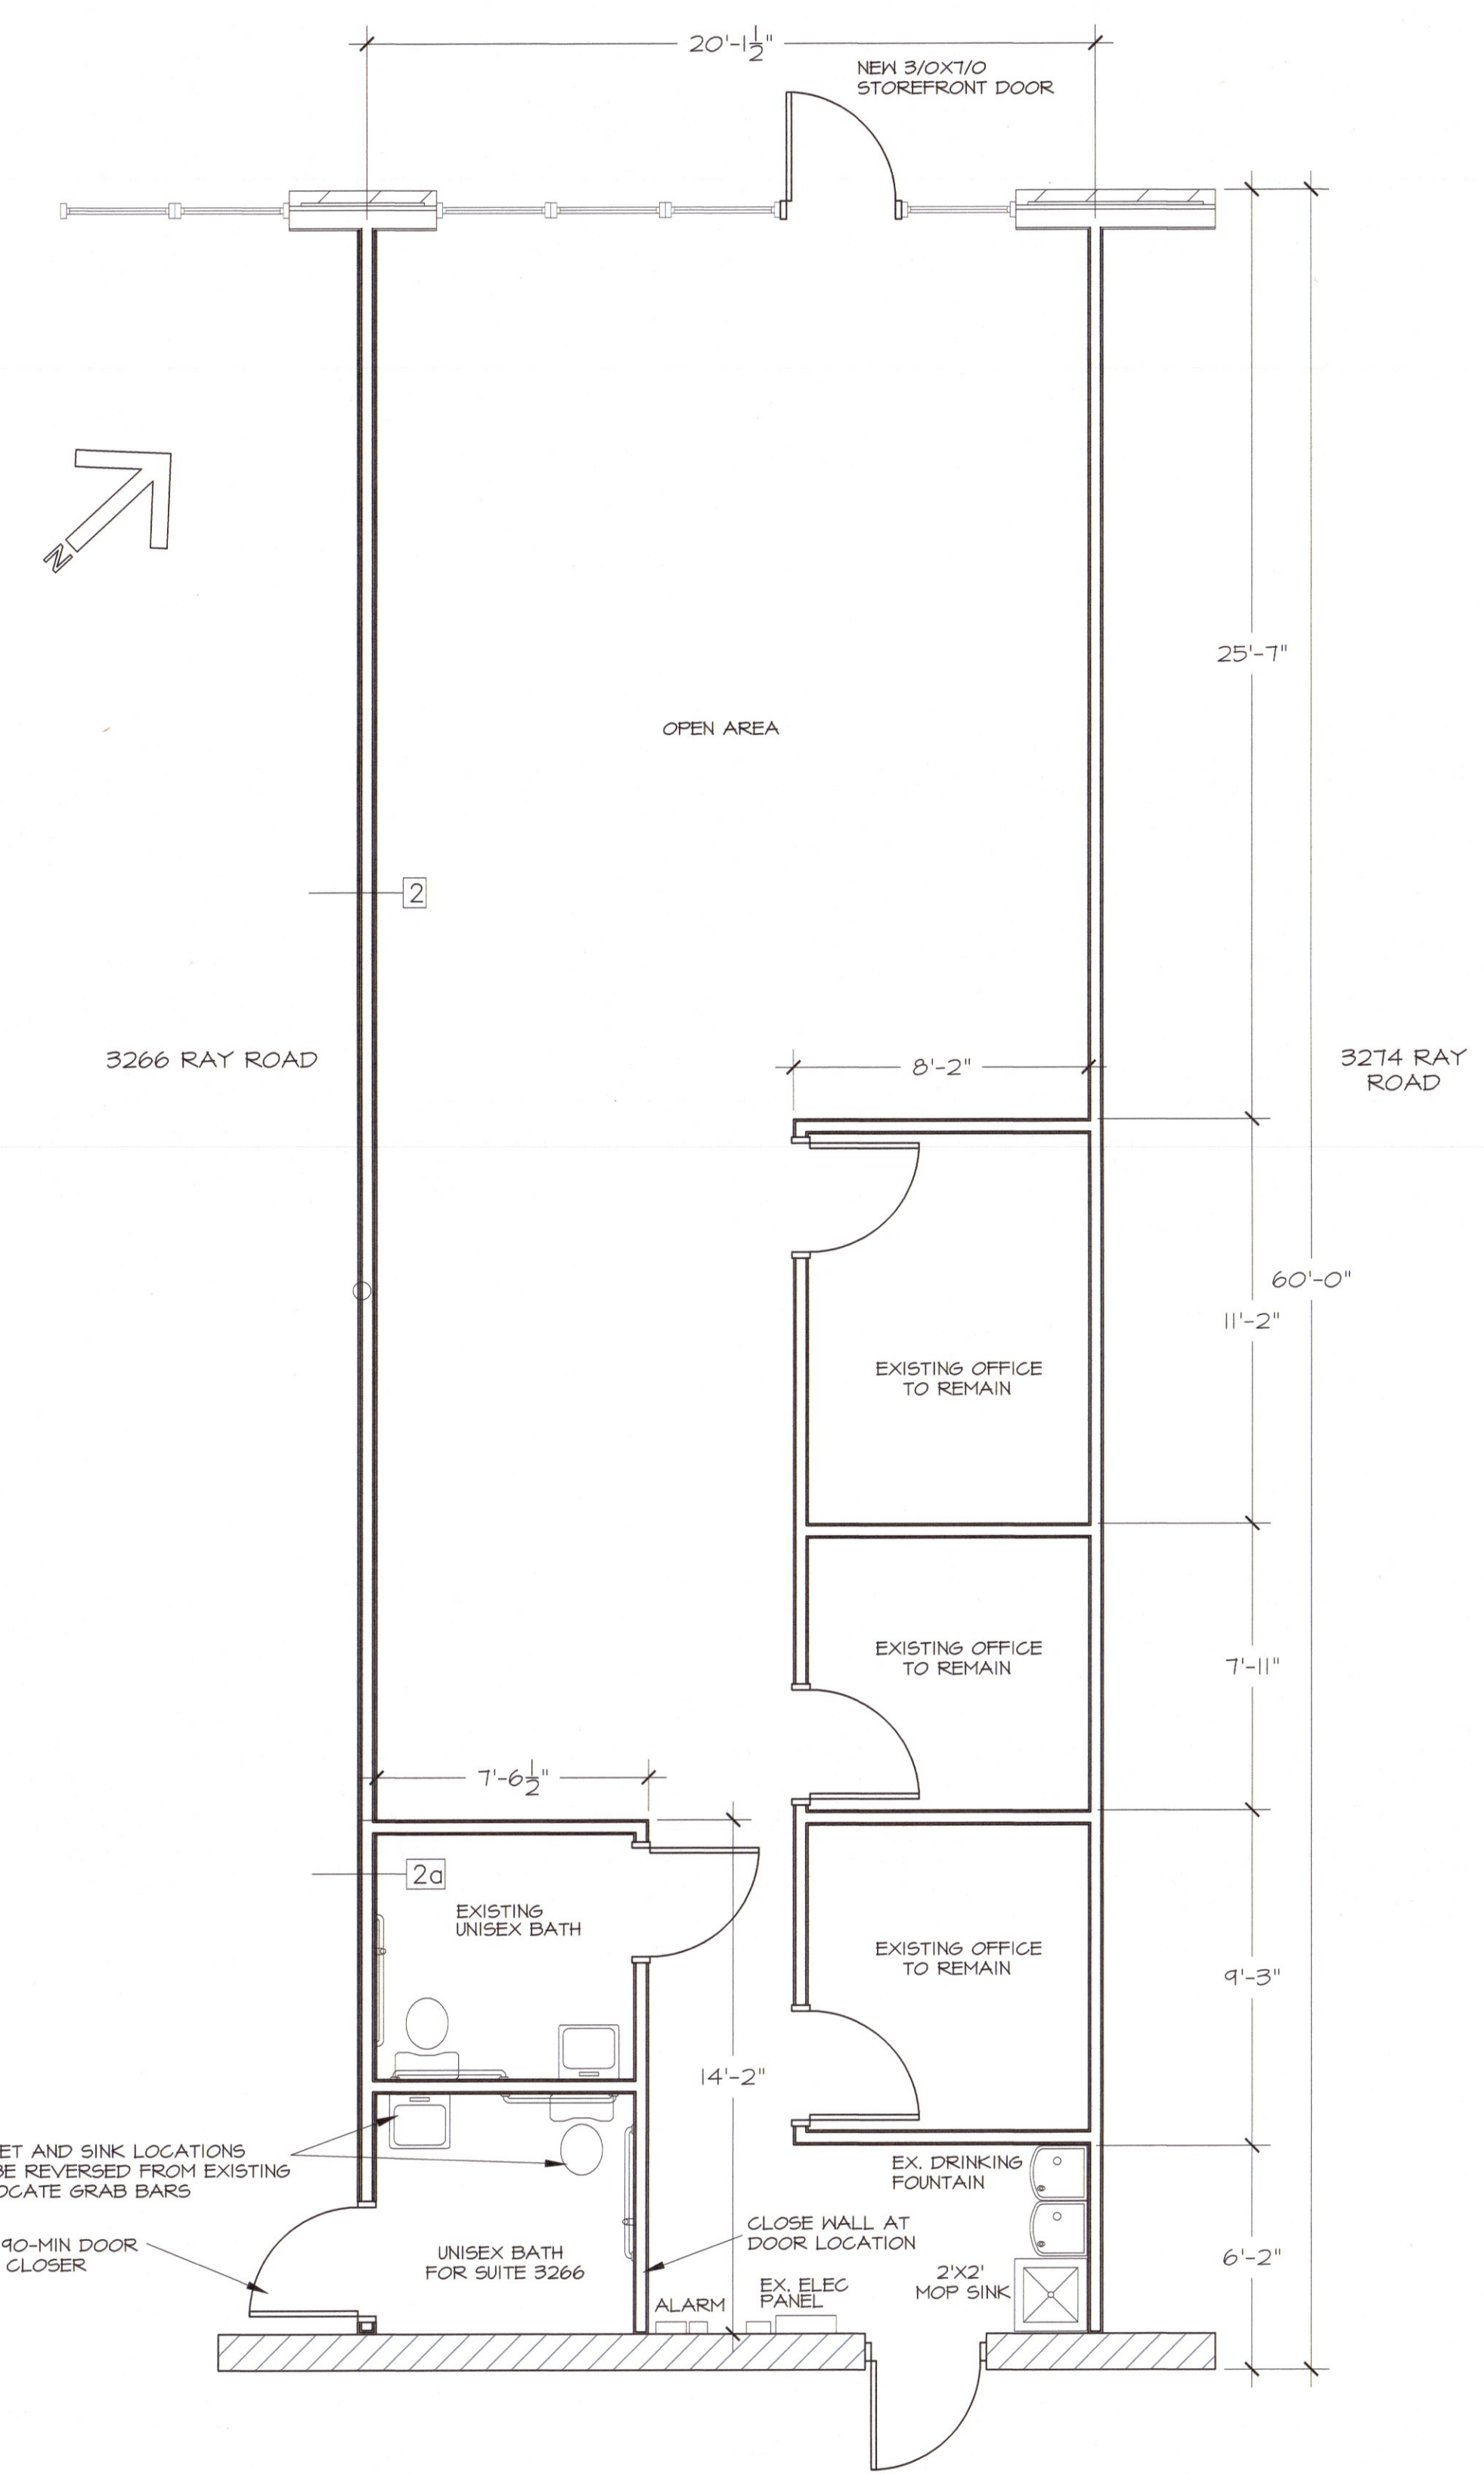 20'-1½"
NEW 3/0X7/0
STOREFRONT DOOR
N
25'-7"
OPEN AREA
2
3266 RAY ROAD
8'-2"
3274 RAY
ROAD
60'-0"
11'-2"
EXISTING OFFICE
TO REMAIN
EXISTING OFFICE
TO REMAIN
7'-11"
7'-6½"
2a
EXISTING
UNISEX BATH
EXISTING OFFICE
TO REMAIN
9'-3"
14'-2"
ET AND SINK LOCATIONS
BE REVERSED FROM EXISTING
OCATE GRAB BARS
EX. DRINKING
FOUNTAIN
CLOSE WALL AT
DOOR LOCATION
90-MIN DOOR
CLOSER
UNISEX BATH
FOR SUITE 3266
6'-2"
2'X2'
MOP SINK
ALARM
EX. ELEC
PANEL